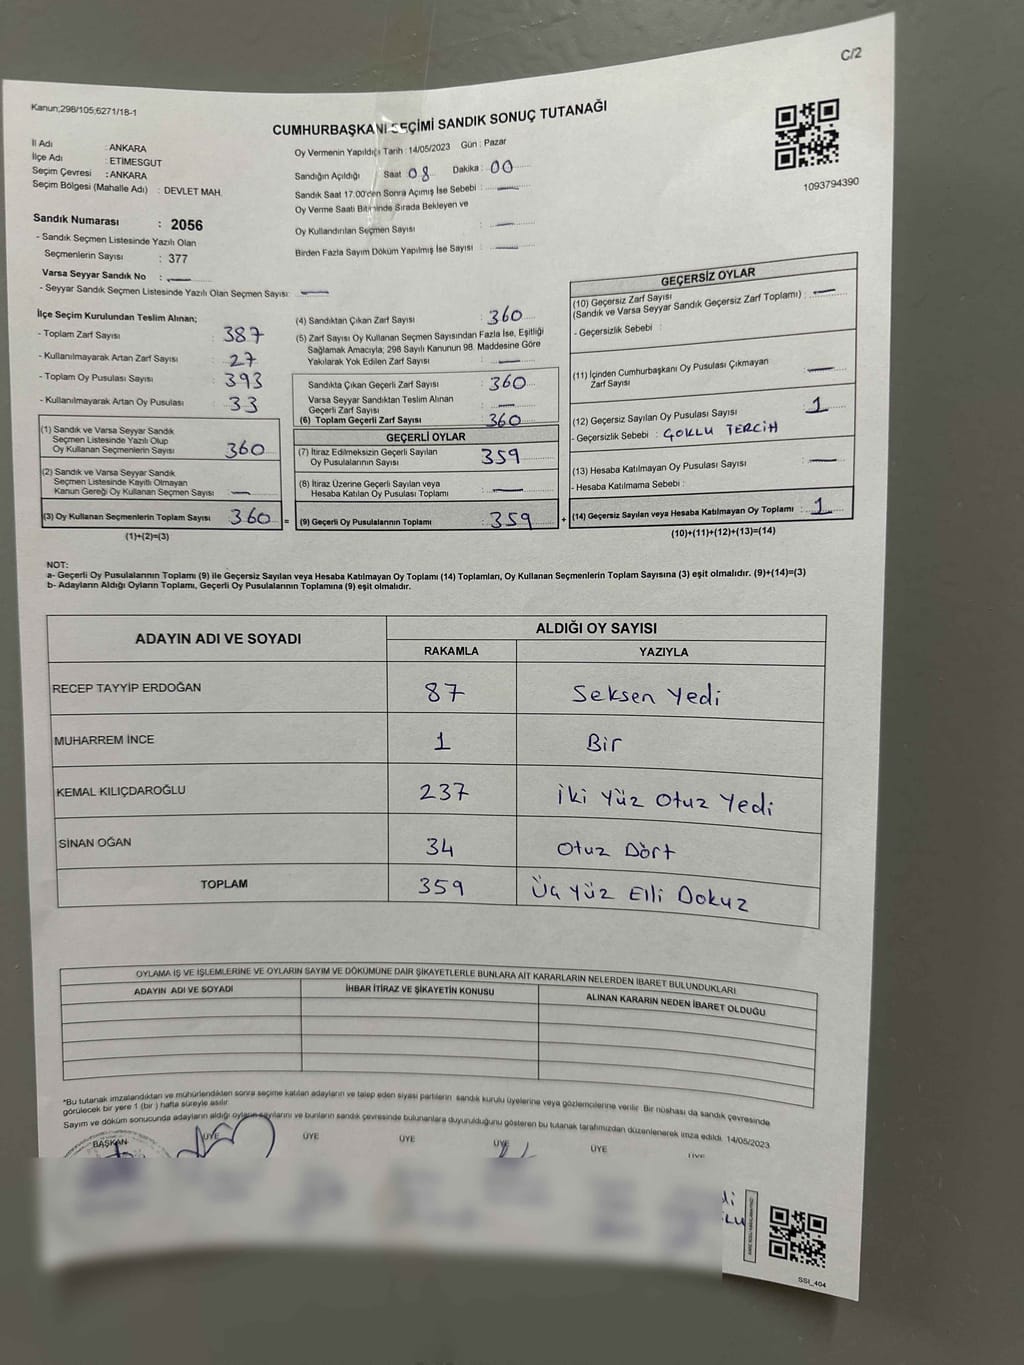 C/2
Kanun;298/105;6271/18-1
CUMHURBAŞKANI SEÇİMİ SANDIK SONUÇ TUTANAĞI
İl Adı : ANKARA
İlçe Adı : ETİMESGUT
Seçim Çevresi : ANKARA
Seçim Bölgesi (Mahalle Adı) : DEVLET MAH.
Oy Vermenin Yapıldığı Tarih : 14/05/2023 Gün : Pazar
Sandığın Açıldığı Saat 08 Dakika : 00
Sandık Saat 17:00'den Sonra Açımış İse Sebebi : —
Oy Verme Saati Bitiminde Sırada Bekleyen ve
Oy Kullandırılan Seçmen Sayısı : —
Birden Fazla Sayım Döküm Yapılmış İse Sayısı : —
1093794390
Sandık Numarası : 2056
- Sandık Seçmen Listesinde Yazılı Olan
Seçmenlerin Sayısı : 377
Varsa Seyyar Sandık No : —
- Seyyar Sandık Seçmen Listesinde Yazılı Olan Seçmen Sayısı: —
İlçe Seçim Kurulundan Teslim Alınan;
- Toplam Zarf Sayısı : 387
- Kullanılmayarak Artan Zarf Sayısı : 27
- Toplam Oy Pusulası Sayısı : 393
- Kullanılmayarak Artan Oy Pusulası : 33
(1) Sandık ve Varsa Seyyar Sandık
Seçmen Listesinde Yazılı Olup
Oy Kullanan Seçmenlerin Sayısı : 360
(2) Sandık ve Varsa Seyyar Sandık
Seçmen Listesinde Kayıtlı Olmayan
Kanun Gereği Oy Kullanan Seçmen Sayısı : —
(3) Oy Kullanan Seçmenlerin Toplam Sayısı : 360 =
(1)+(2)=(3)
(4) Sandıktan Çıkan Zarf Sayısı : 360
(5) Zarf Sayısı Oy Kullanan Seçmen Sayısından Fazla İse, Eşitliği
Sağlamak Amacıyla; 298 Sayılı Kanunun 98. Maddesine Göre
Yakılarak Yok Edilen Zarf Sayısı : —
Sandıkta Çıkan Geçerli Zarf Sayısı : 360
Varsa Seyyar Sandıktan Teslim Alınan
Geçerli Zarf Sayısı : —
(6) Toplam Geçerli Zarf Sayısı : 360
GEÇERLİ OYLAR
(7) İtiraz Edilmeksizin Geçerli Sayılan
Oy Pusulalarının Sayısı : 359
(8) İtiraz Üzerine Geçerli Sayılan veya
Hesaba Katılan Oy Pusulası Toplamı : —
(9) Geçerli Oy Pusulalarının Toplamı : 359 +
GEÇERSİZ OYLAR
(10) Geçersiz Zarf Sayısı
(Sandık ve Varsa Seyyar Sandık Geçersiz Zarf Toplamı) : —
- Geçersizlik Sebebi :
(11) İçinden Cumhurbaşkanı Oy Pusulası Çıkmayan
Zarf Sayısı : —
(12) Geçersiz Sayılan Oy Pusulası Sayısı : 1
- Geçersizlik Sebebi : ÇOKLU TERCİH
(13) Hesaba Katılmayan Oy Pusulası Sayısı : —
- Hesaba Katılmama Sebebi :
(14) Geçersiz Sayılan veya Hesaba Katılmayan Oy Toplamı : 1
(10)+(11)+(12)+(13)=(14)
NOT:
a- Geçerli Oy Pusulalarının Toplamı (9) ile Geçersiz Sayılan veya Hesaba Katılmayan Oy Toplamı (14) Toplamları, Oy Kullanan Seçmenlerin Toplam Sayısına (3) eşit olmalıdır. (9)+(14)=(3)
b- Adayların Aldığı Oyların Toplamı, Geçerli Oy Pusulalarının Toplamına (9) eşit olmalıdır.
ADAYIN ADI VE SOYADI ALDIĞI OY SAYISI
RAKAMLA YAZIYLA
RECEP TAYYİP ERDOĞAN 87 Seksen Yedi
MUHARREM İNCE 1 Bir
KEMAL KILIÇDAROĞLU 237 İki Yüz Otuz Yedi
SİNAN OĞAN 34 Otuz Dört
TOPLAM 359 Üç Yüz Elli Dokuz
OYLAMA İŞ VE İŞLEMLERİNE VE OYLARIN SAYIM VE DÖKÜMÜNE DAİR ŞİKAYETLERLE BUNLARA AİT KARARLARIN NELERDEN İBARET BULUNDUKLARI
ADAYIN ADI VE SOYADI İHBAR İTİRAZ VE ŞİKAYETİN KONUSU ALINAN KARARIN NEDEN İBARET OLDUĞU
*Bu tutanak imzalandıktan ve mühürlendikten sonra seçime katılan adayların ve talep eden siyasi partilerin sandık kurulu üyelerine veya gözlemcilerine verilir. Bir nüshası da sandık çevresinde
görülecek bir yere 1 (bir) hafta süreyle asılır.
Sayım ve döküm sonucunda adayların aldığı oyların sayılarını ve bunların sandık çevresinde bulunanlara duyurulduğunu gösteren bu tutanak tarafımızdan düzenlenerek imza edildi. 14/05/2023
BAŞKAN ÜYE ÜYE ÜYE ÜYE ÜYE ÜYE
SSI_404